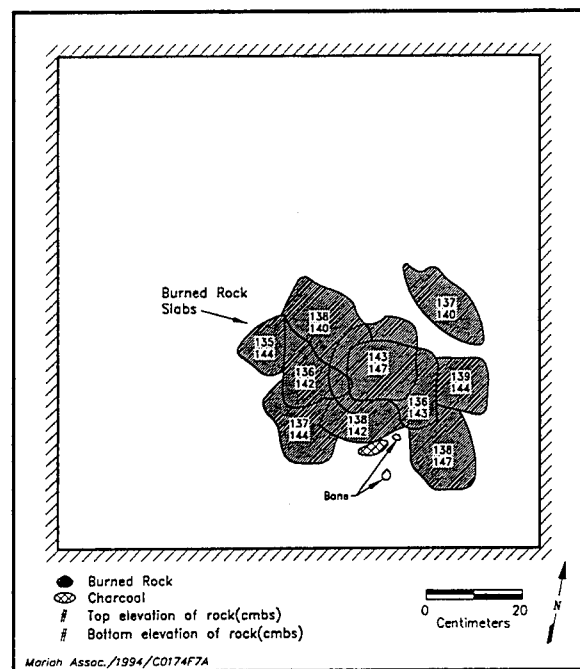 137
140
Burned Rock
Slabs
138
140
135
144
143
147
136
142
139
144
136
143
137
144
138
142
138
147
Bone
Burned Rock
Charcoal
Top elevation of rock(cmbs)
Bottom elevation of rock(cmbs)
0 20
Centimeters
N
Mariah Assoc./1994/C0174F7A